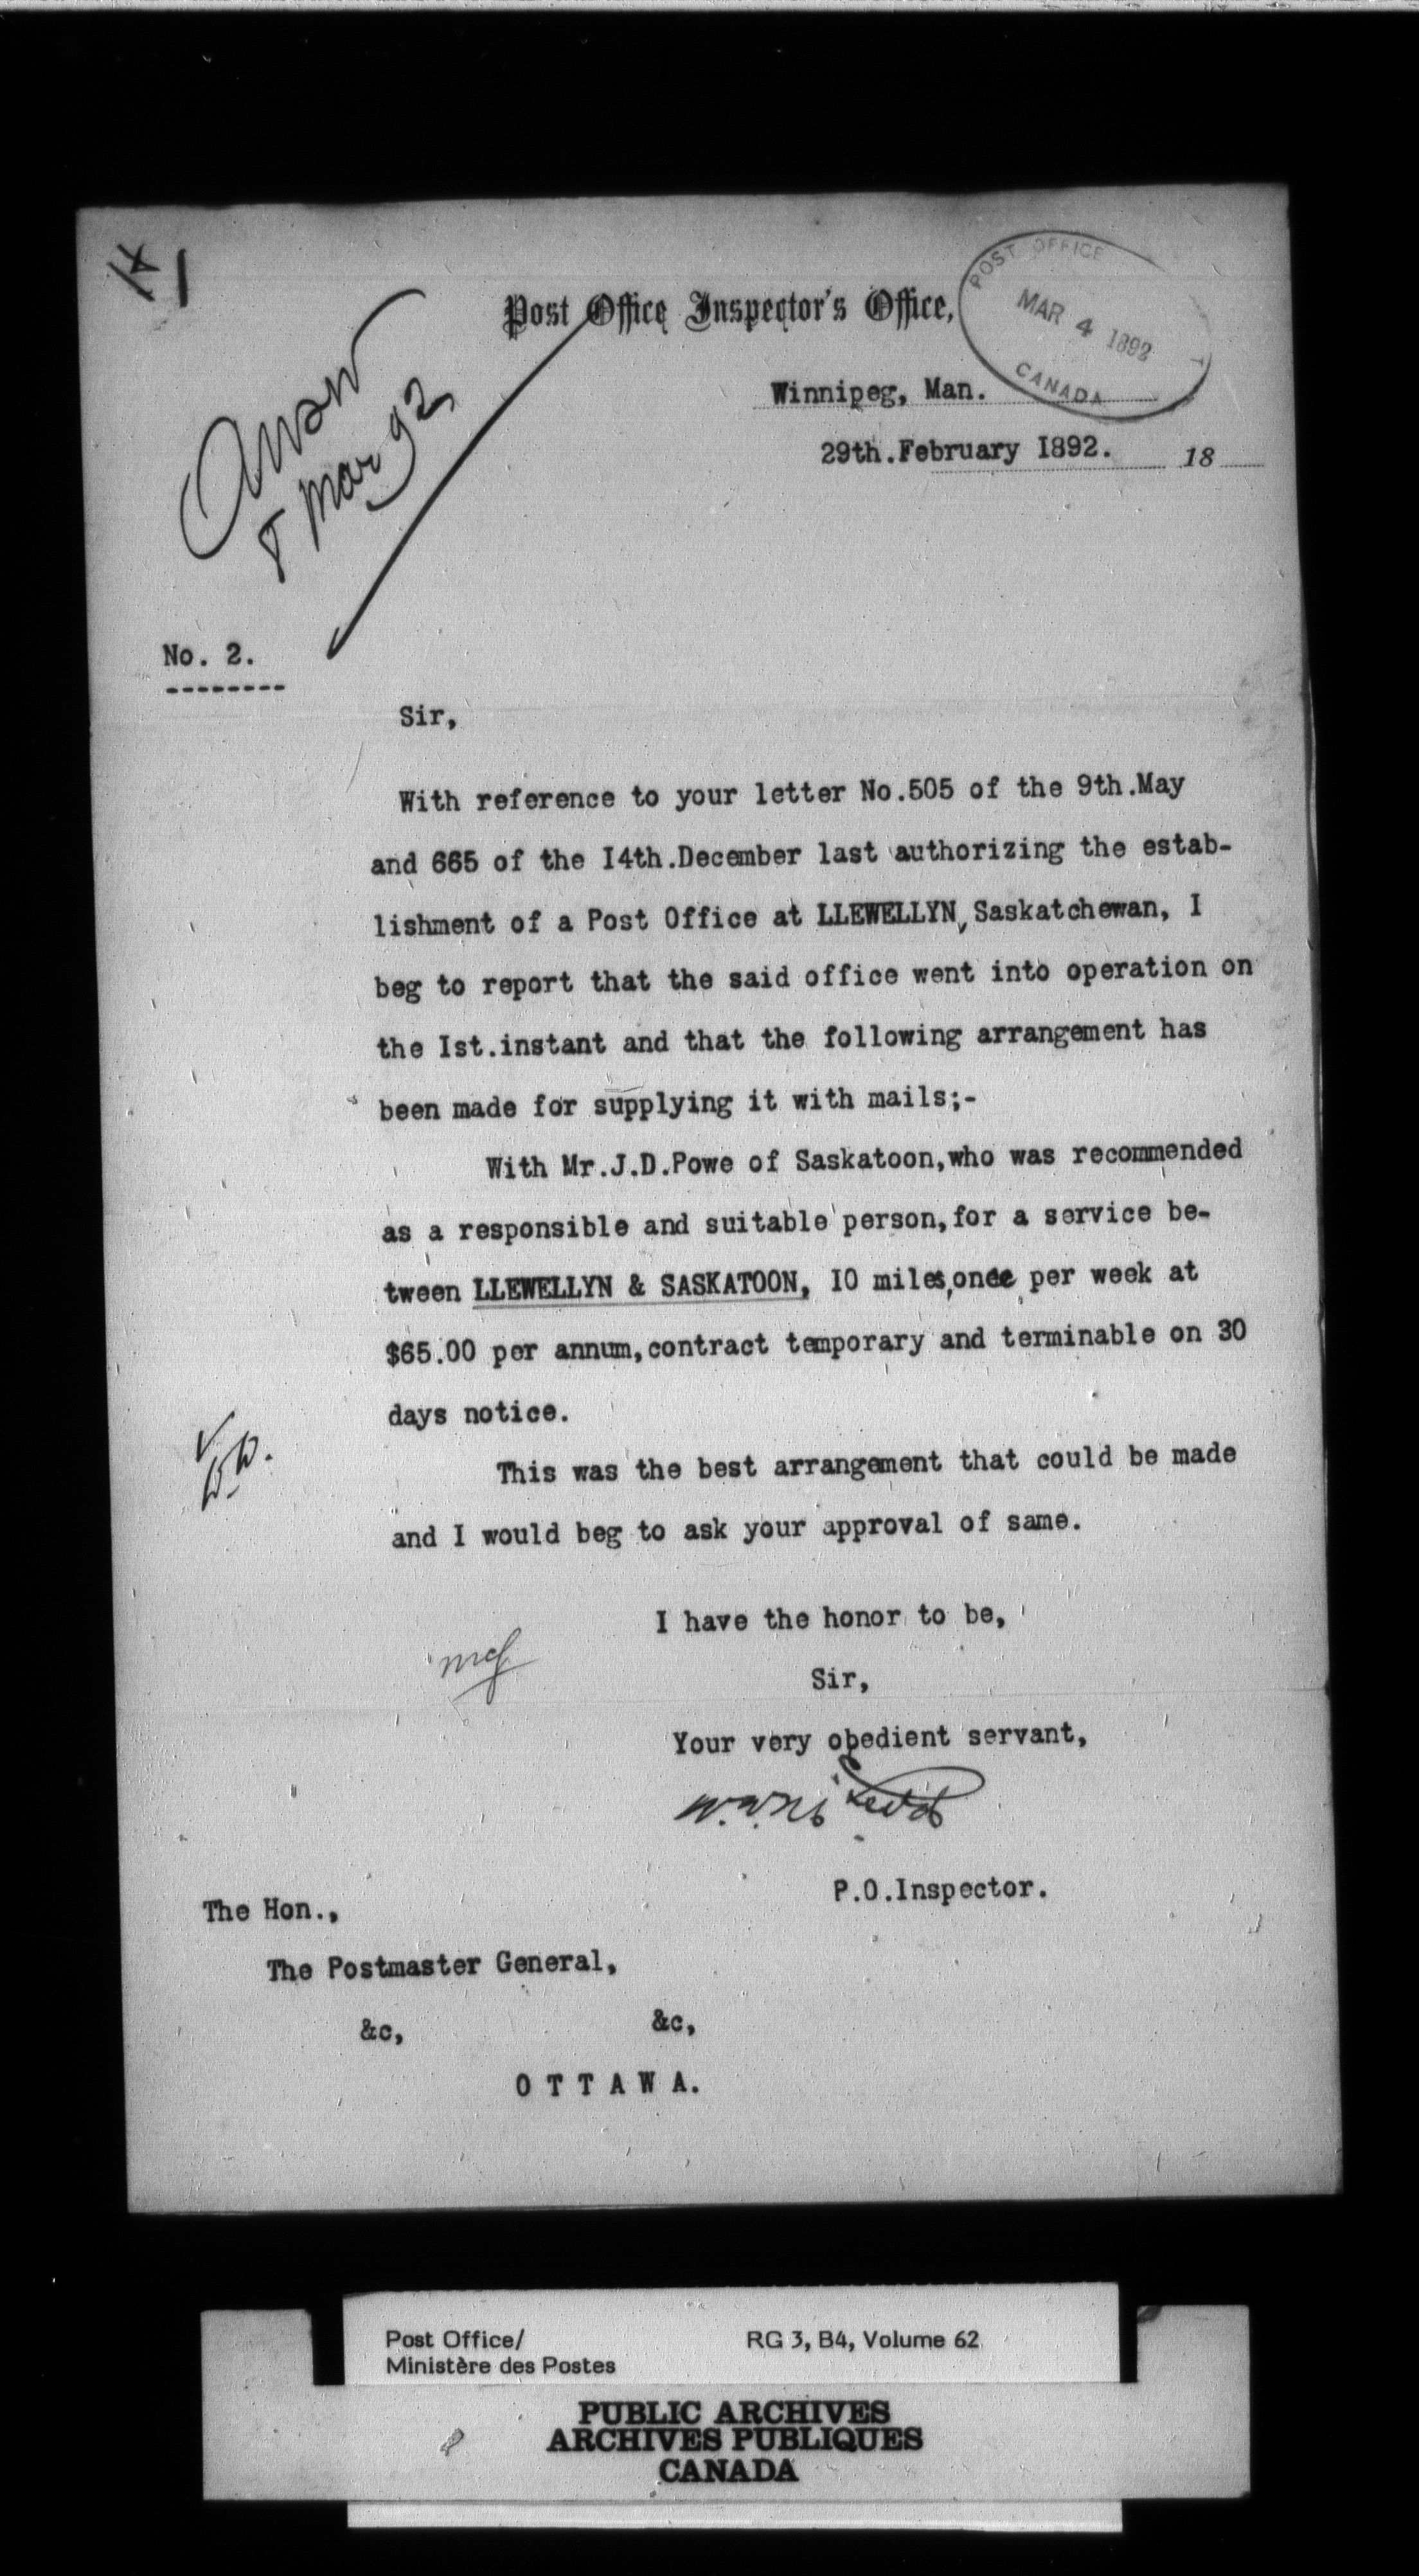 Post Office Inspector's Office,
POST OFFICE
MAR 4 1892
CANADA
Winnipeg, Man.
29th.February I892. 18
8 Mar 92
No. 2.
--------
Sir,
With reference to your letter No.505 of the 9th.May
and 665 of the I4th.December last authorizing the estab-
lishment of a Post Office at LLEWELLYN, Saskatchewan, I
beg to report that the said office went into operation on
the Ist.instant and that the following arrangement has
been made for supplying it with mails;-
With Mr.J.D.Powe of Saskatoon,who was recommended
as a responsible and suitable person,for a service be-
tween LLEWELLYN & SASKATOON, IO miles,once per week at
$65.00 per annum,contract temporary and terminable on 30
days notice.
This was the best arrangement that could be made
and I would beg to ask your approval of same.
I have the honor to be,
Sir,
Your very obedient servant,
P.O.Inspector.
The Hon.,
The Postmaster General,
&c, &c,
O T T A W A.
Post Office/ RG 3, B4, Volume 62
Ministère des Postes
PUBLIC ARCHIVES
ARCHIVES PUBLIQUES
CANADA